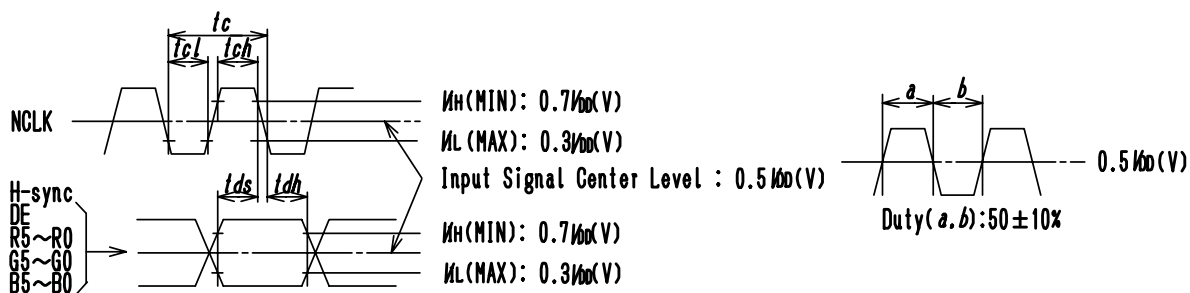 tc
tcl tch
NCLK
VIH(MIN): 0.7VDD(V)
VIL(MAX): 0.3VDD(V)
Input Signal Center Level : 0.5VDD(V)
tds tdh
H-sync
DE
R5~R0
G5~G0
B5~B0
VIH(MIN): 0.7VDD(V)
VIL(MAX): 0.3VDD(V)
a b
0.5VDD(V)
Duty(a,b):50±10%